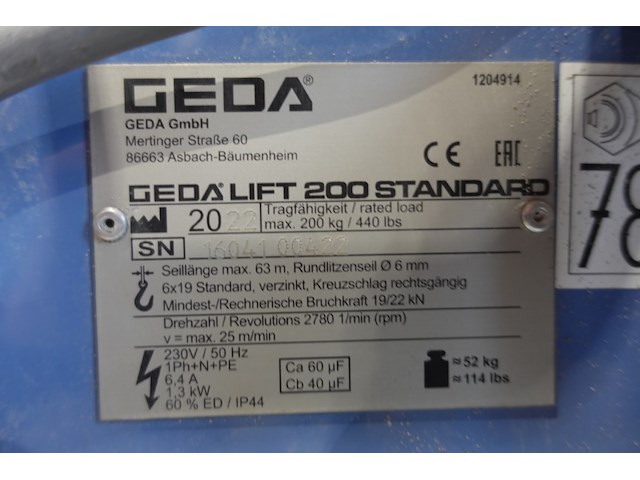 GEDA®
1204914
GEDA GmbH
Mertinger Straße 60
86663 Asbach-Bäumenheim
CE EAC
GEDA LIFT 200 STANDARD
2022 Tragfähigkeit / rated load
max. 200 kg / 440 lbs
SN 16041 00422
Seillänge max. 63 m, Rundlitzenseil Ø 6 mm
6x19 Standard, verzinkt, Kreuzschlag rechtsgängig
Mindest-/Rechnerische Bruchkraft 19/22 kN
Drehzahl / Revolutions 2780 1/min (rpm)
v = max. 25 m/min
230V / 50 Hz
1Ph+N+PE
6,4 A
1,3 kW
60 % ED / IP44
Ca 60 µF
Cb 40 µF
≈52 kg
≈114 lbs
78